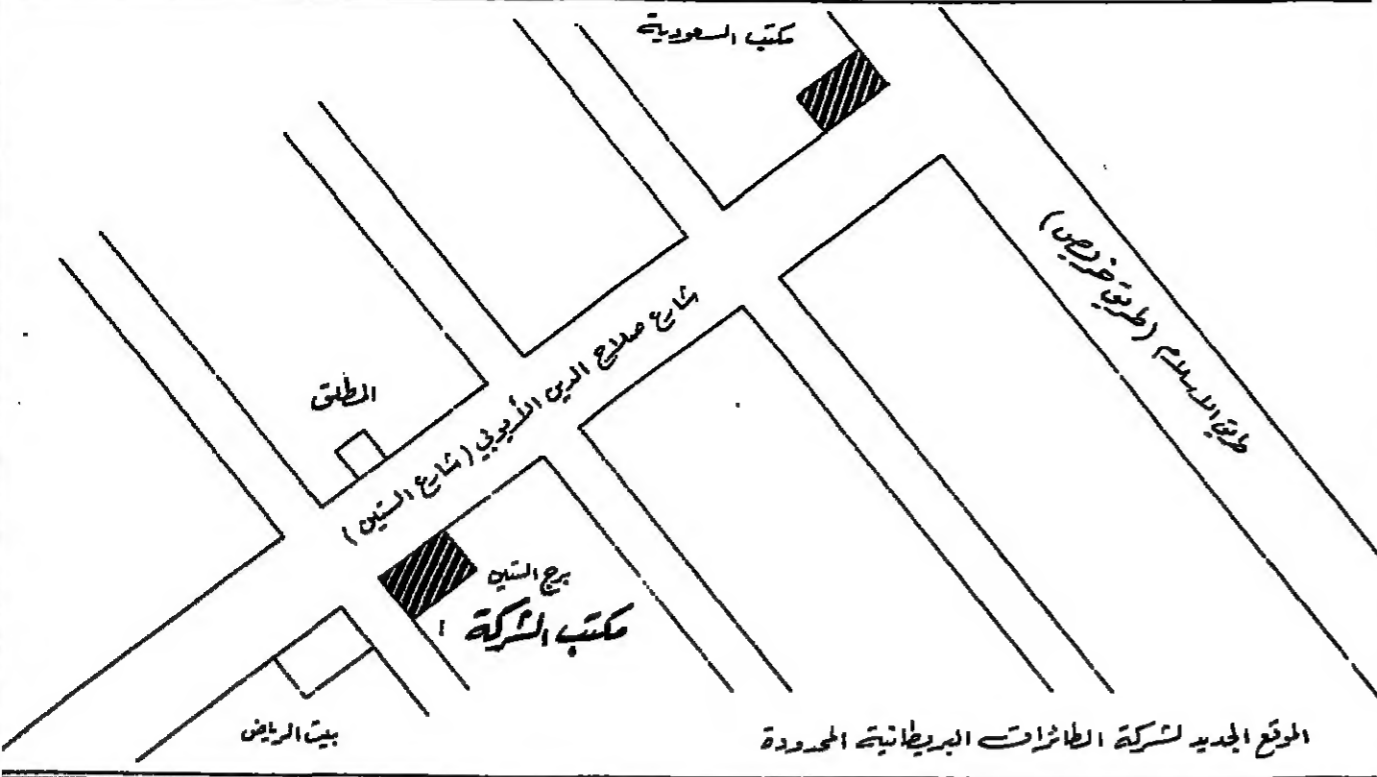 مكتب السعودية
طريق الاسلام (طريق خريص)
شارع صلاح الدين الأيوبي (شارع الستين)
المطلق
برج الستين
مكتب الشركة
بيت الرياض
الموقع الجديد لشركة الطائرات البريطانية المحدودة